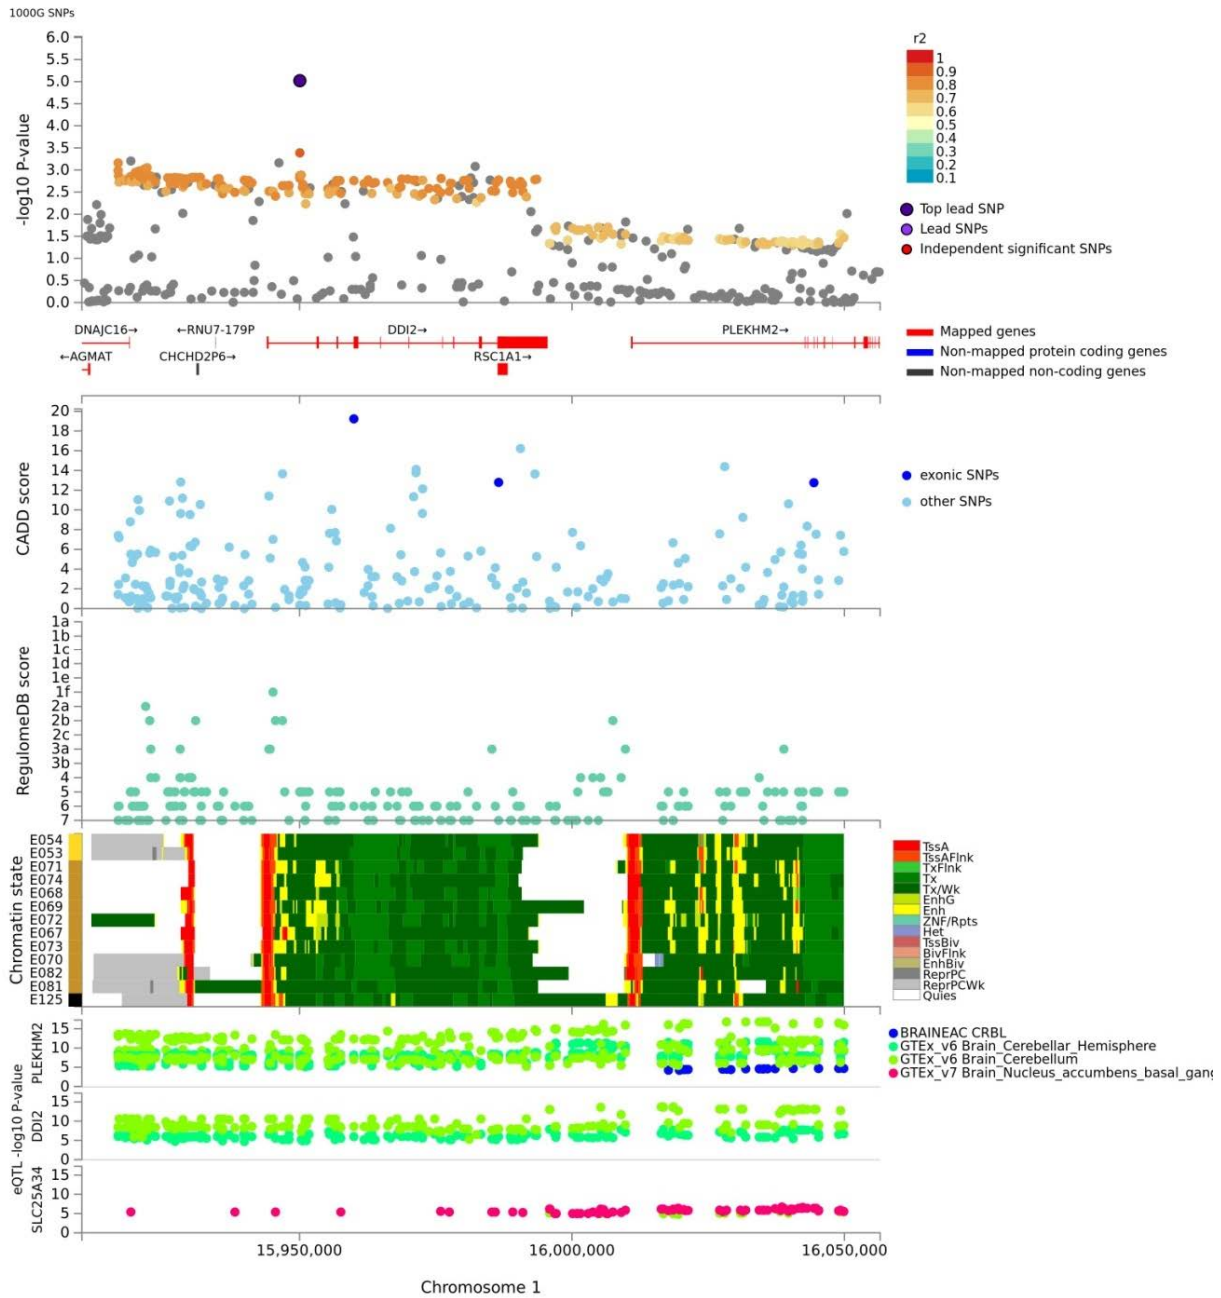 1000G SNPs
6.0
5.5
5.0
4.5
4.0
3.5
3.0
2.5
2.0
1.5
1.0
0.5
0.0
-log10 P-value
r2
1
0.9
0.8
0.7
0.6
0.5
0.4
0.3
0.2
0.1
Top lead SNP
Lead SNPs
Independent significant SNPs
DNAJC16→ ←RNU7-179P DDI2→ PLEKHM2→
←AGMAT CHCHD2P6→ RSC1A1→
Mapped genes
Non-mapped protein coding genes
Non-mapped non-coding genes
20
18
16
14
12
10
8
6
4
2
0
CADD score
exonic SNPs
other SNPs
1a
1b
1c
1d
1e
1f
2a
2b
2c
3a
3b
4
5
6
7
RegulomeDB score
E054
E053
E071
E074
E068
E069
E072
E067
E073
E070
E082
E081
E125
Chromatin state
TssA
TssAFlnk
TxFlnk
Tx
Tx/Wk
EnhG
Enh
ZNF/Rpts
Het
TssBiv
BivFlnk
EnhBiv
ReprPC
ReprPCWk
Quies
15
10
5
0
PLEKHM2
BRAINEAC CRBL
GTEx_v6 Brain_Cerebellar_Hemisphere
GTEx_v6 Brain_Cerebellum
GTEx_v7 Brain_Nucleus_accumbens_basal_gang
15
10
5
0
DDI2
eQTL -log10 P-value
15
10
5
0
SLC25A34
15,950,000 16,000,000 16,050,000
Chromosome 1